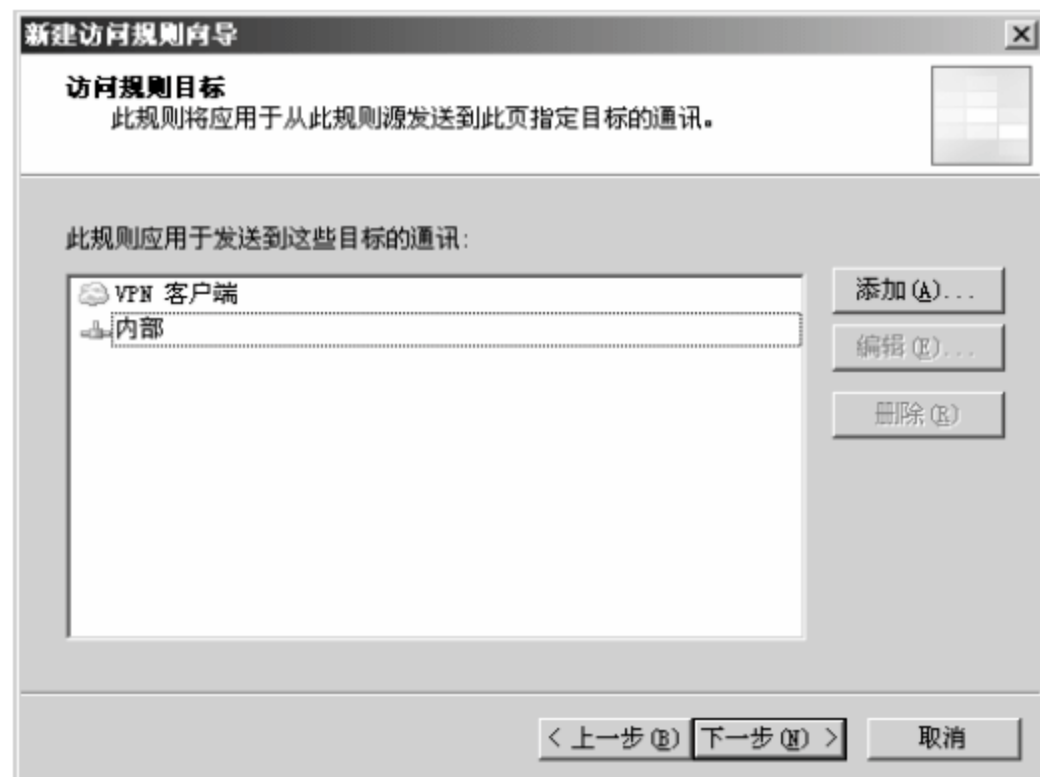 新建访问规则向导
访问规则目标
此规则将应用于从此规则源发送到此页指定目标的通讯。
此规则应用于发送到这些目标的通讯:
VPN 客户端
内部
添加(A)...
编辑(E)...
删除(R)
< 上一步(B)
下一步(N) >
取消